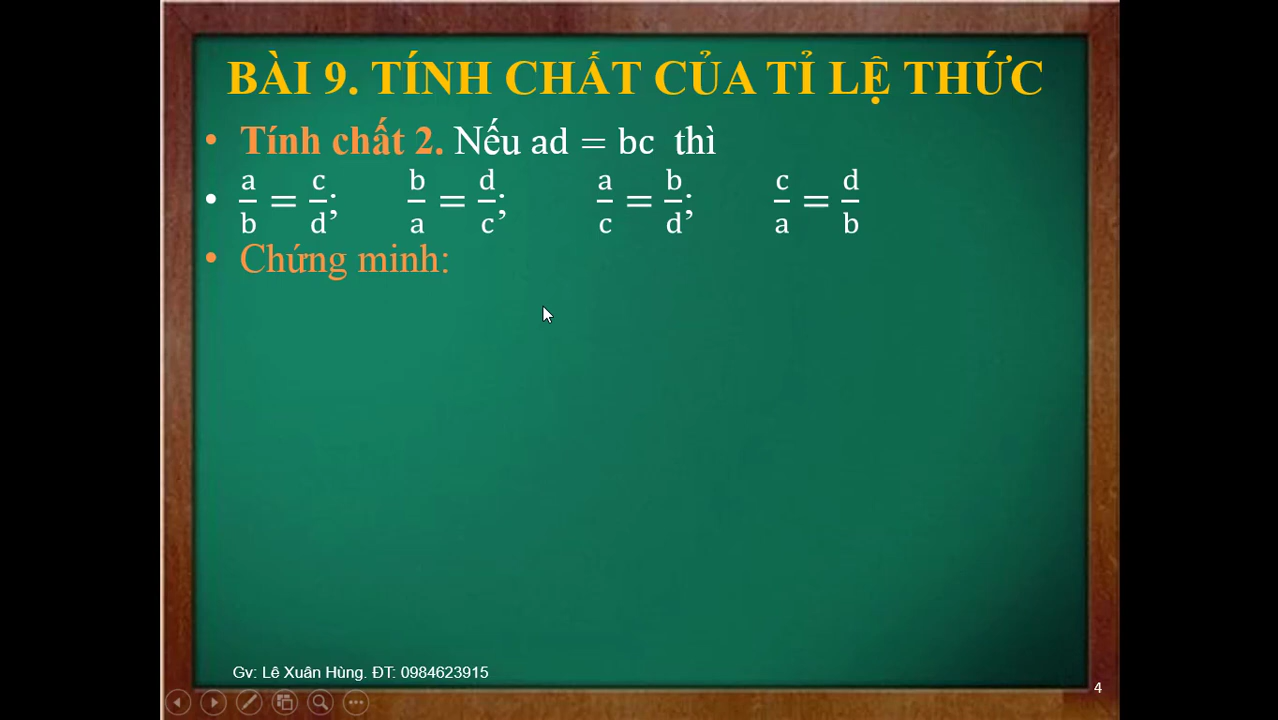 BÀI 9. TÍNH CHẤT CỦA TỈ LỆ THỨC
• Tính chất 2. Nếu ad = bc thì
• a/b = c/d; b/a = d/c; a/c = b/d; c/a = d/b
• Chứng minh:
Gv: Lê Xuân Hùng. ĐT: 0984623915
4